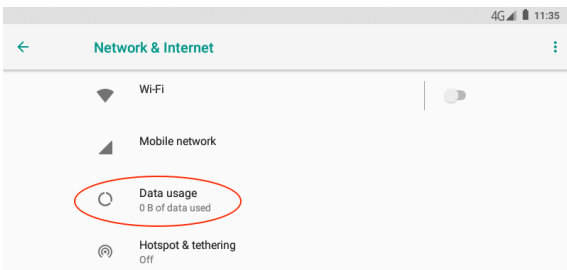 4G 11:35
Network & Internet
Wi-Fi
Mobile network
Data usage
0 B of data used
Hotspot & tethering
Off